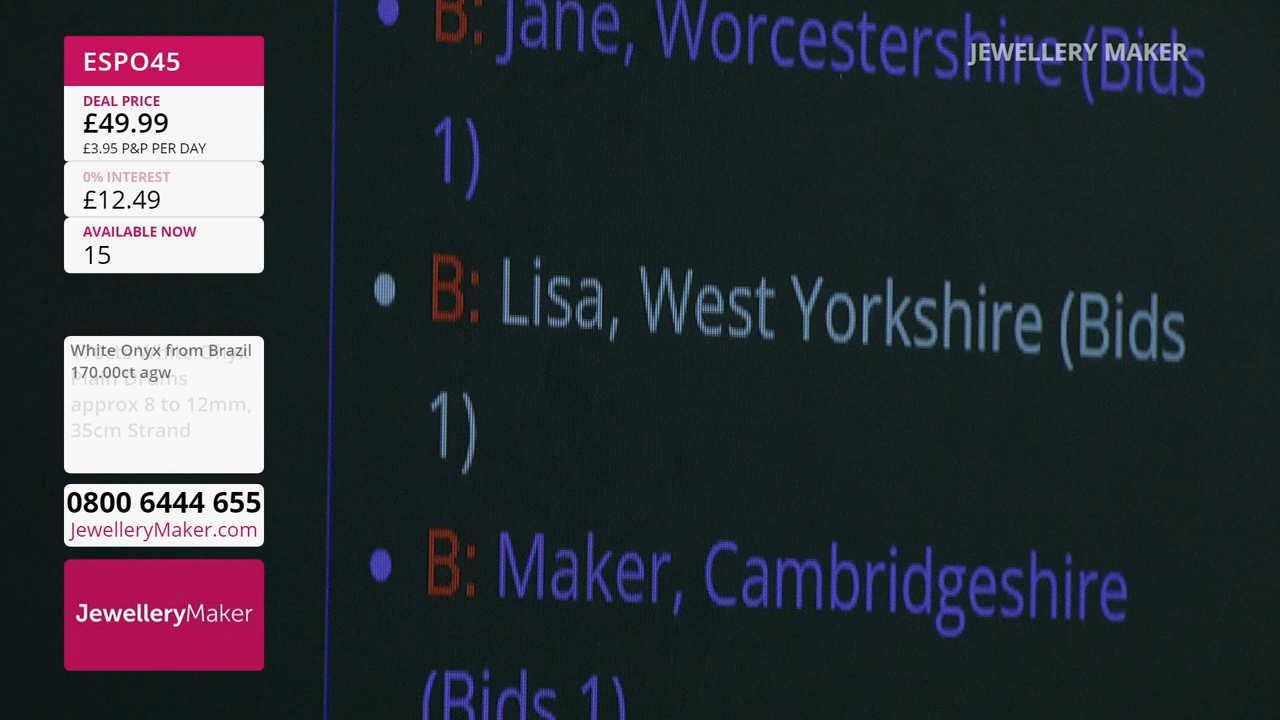 ESPO45
DEAL PRICE
£49.99
£3.95 P&P PER DAY
0% INTEREST
£12.49
AVAILABLE NOW
15
White Onyx from Brazil
170.00ct agw
Plain Drums
approx 8 to 12mm,
35cm Strand
0800 6444 655
JewelleryMaker.com
JewelleryMaker
JEWELLERY MAKER
B: Jane, Worcestershire (Bids
1)
B: Lisa, West Yorkshire (Bids
1)
B: Maker, Cambridgeshire
(Bids 1)